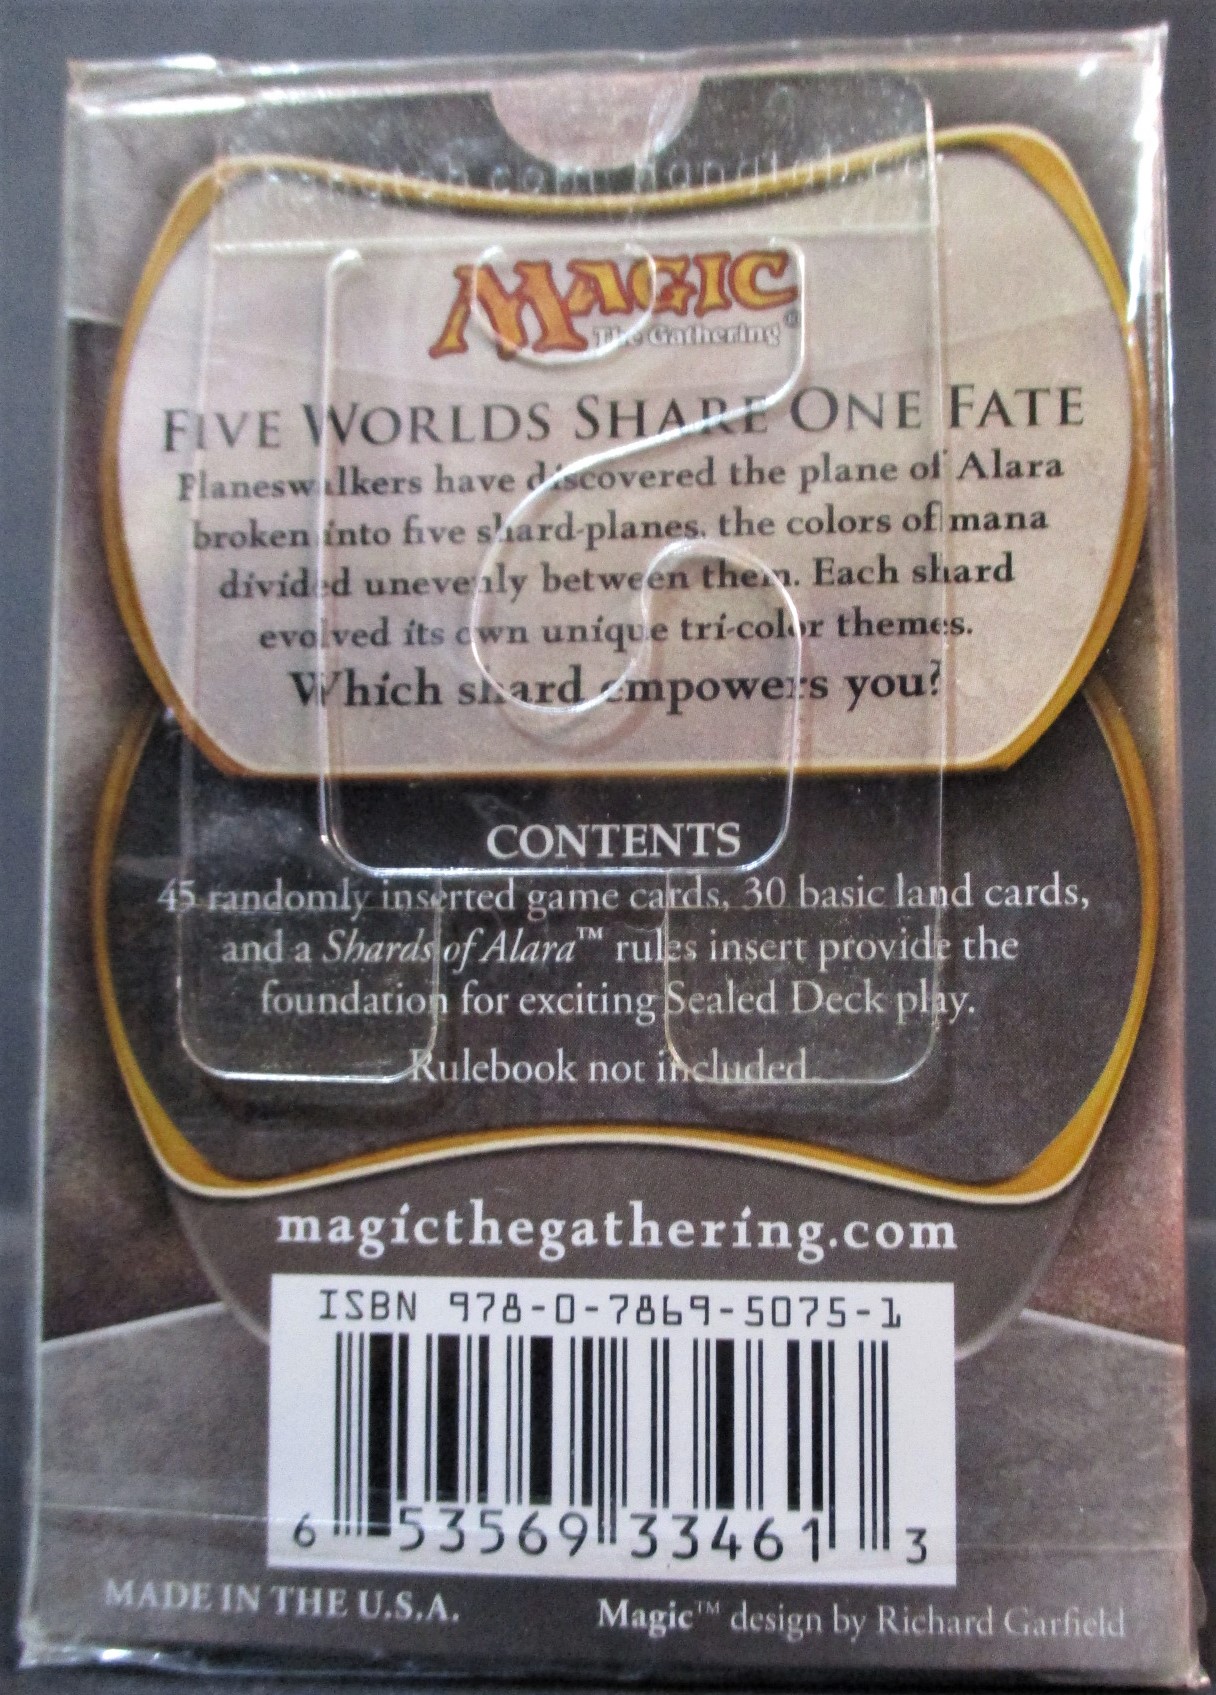 hangtab.com hangtab.co
MAGIC
The Gathering®
FIVE WORLDS SHARE ONE FATE
Planeswalkers have discovered the plane of Alara
broken into five shard-planes, the colors of mana
divided unevenly between them. Each shard
evolved its own unique tri-color themes.
Which shard empowers you?
CONTENTS
45 randomly inserted game cards, 30 basic land cards,
and a Shards of Alara™ rules insert provide the
foundation for exciting Sealed Deck play.
Rulebook not included.
magicthegathering.com
ISBN 978-0-7869-5075-1
6 53569 33461 3
MADE IN THE U.S.A.
Magic™ design by Richard Garfield